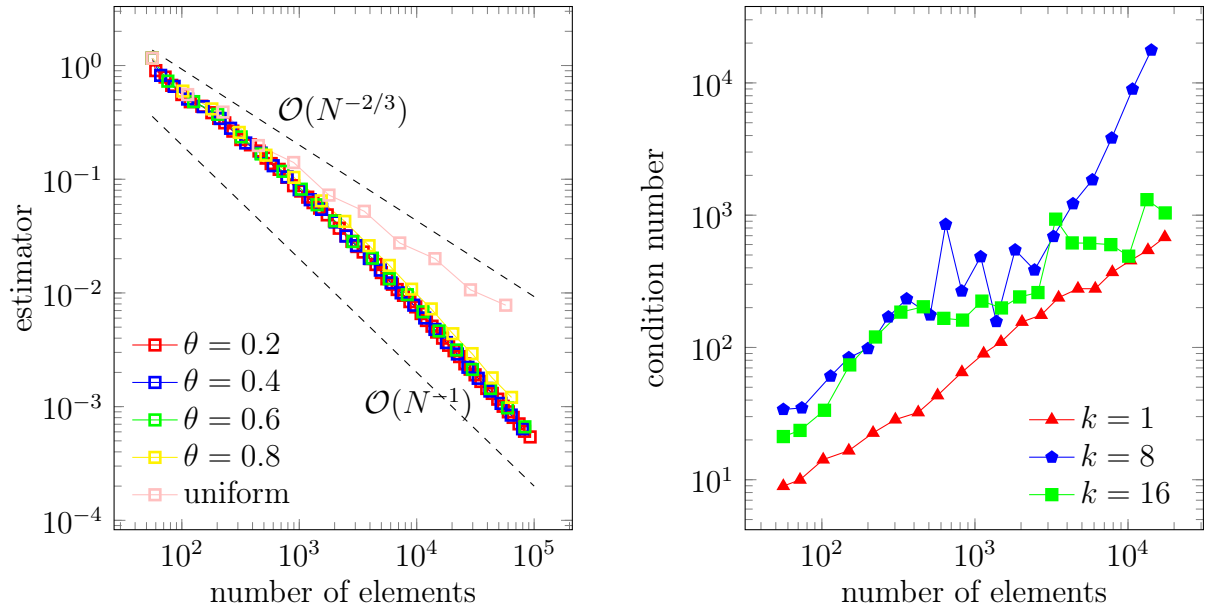 10^0
10^{-1}
10^{-2}
10^{-3}
10^{-4}
10^2
10^3
10^4
10^5
estimator
number of elements
O(N^{-2/3})
O(N^{-1})
θ = 0.2
θ = 0.4
θ = 0.6
θ = 0.8
uniform
10^4
10^3
10^2
10^1
10^2
10^3
10^4
condition number
number of elements
k = 1
k = 8
k = 16